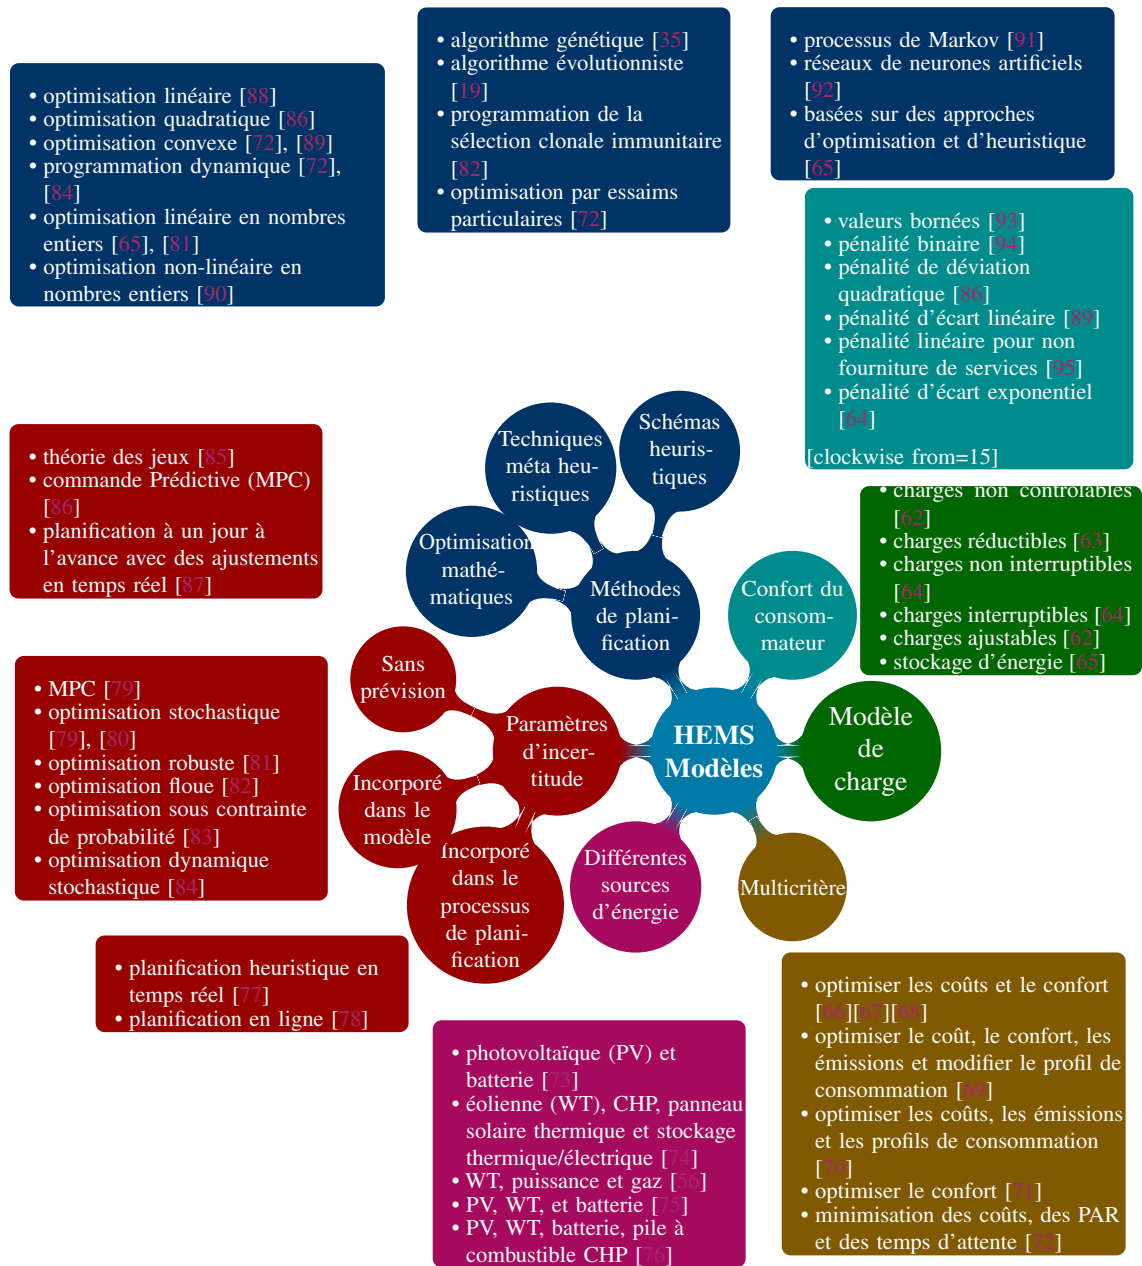 • algorithme génétique [35]
• algorithme évolutionniste
[19]
• programmation de la
sélection clonale immunitaire
[82]
• optimisation par essaims
particulaires [72]
• processus de Markov [91]
• réseaux de neurones artificiels
[92]
• basées sur des approches
d'optimisation et d'heuristique
[65]
• optimisation linéaire [88]
• optimisation quadratique [86]
• optimisation convexe [72], [89]
• programmation dynamique [72],
[84]
• optimisation linéaire en nombres
entiers [65], [81]
• optimisation non-linéaire en
nombres entiers [90]
• valeurs bornées [93]
• pénalité binaire [94]
• pénalité de déviation
quadratique [86]
• pénalité d'écart linéaire [89]
• pénalité linéaire pour non
fourniture de services [95]
• pénalité d'écart exponentiel
[64]
[clockwise from=15]
• charges non controlables
[62]
• charges réductibles [63]
• charges non interruptibles
[64]
• charges interruptibles [64]
• charges ajustables [62]
• stockage d'énergie [65]
• théorie des jeux [85]
• commande Prédictive (MPC)
[86]
• planification à un jour à
l'avance avec des ajustements
en temps réel [87]
Schémas
heuris-
tiques
Techniques
méta heu-
ristiques
Optimisation
mathé-
matiques
Méthodes
de plani-
fication
Confort du
consom-
mateur
Sans
prévision
Paramètres
d'incer-
titude
HEMS
Modèles
Modèle
de
charge
Incorporé
dans le
modèle
Incorporé
dans le
processus
de plani-
fication
Différentes
sources
d'énergie
Multicritère
• MPC [79]
• optimisation stochastique
[79], [80]
• optimisation robuste [81]
• optimisation floue [82]
• optimisation sous contrainte
de probabilité [83]
• optimisation dynamique
stochastique [84]
• planification heuristique en
temps réel [77]
• planification en ligne [78]
• photovoltaïque (PV) et
batterie [73]
• éolienne (WT), CHP, panneau
solaire thermique et stockage
thermique/électrique [74]
• WT, puissance et gaz [56]
• PV, WT, et batterie [75]
• PV, WT, batterie, pile à
combustible CHP [76]
• optimiser les coûts et le confort
[66][67][68]
• optimiser le coût, le confort, les
émissions et modifier le profil de
consommation [69]
• optimiser les coûts, les émissions
et les profils de consommation
[70]
• optimiser le confort [71]
• minimisation des coûts, des PAR
et des temps d'attente [72]